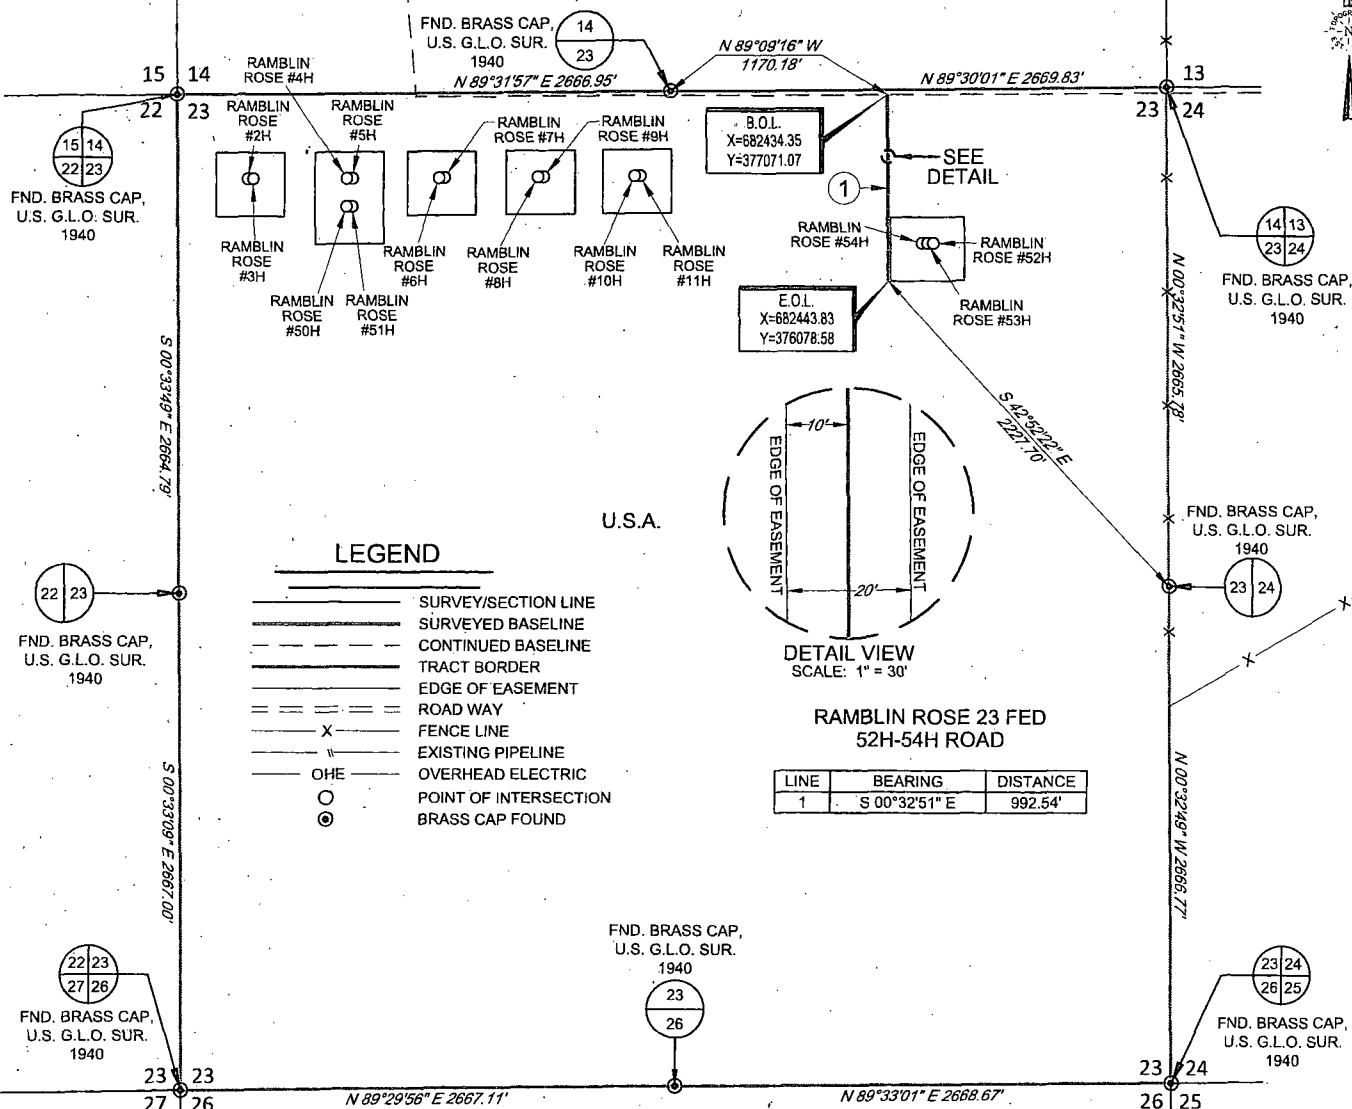 FND. BRASS CAP,
U.S. G.L.O. SUR.
1940
14
23
N 89°09'16" W
1170.18'
N 89°31'57" E 2666.95'
N 89°30'01" E 2669.83'
15 14
22 23
13
23 24
RAMBLIN
ROSE #4H
RAMBLIN
ROSE
#2H
RAMBLIN
ROSE
#5H
RAMBLIN
ROSE #7H
RAMBLIN
ROSE #9H
B.O.L.
X=682434.35
Y=377071.07
SEE
DETAIL
1
15 14
22 23
FND. BRASS CAP,
U.S. G.L.O. SUR.
1940
RAMBLIN
ROSE
#3H
RAMBLIN
ROSE
#50H
RAMBLIN
ROSE
#51H
RAMBLIN
ROSE
#6H
RAMBLIN
ROSE
#8H
RAMBLIN
ROSE
#10H
RAMBLIN
ROSE
#11H
RAMBLIN
ROSE #54H
RAMBLIN
ROSE #52H
RAMBLIN
ROSE #53H
E.O.L.
X=682443.83
Y=376078.58
14 13
23 24
FND. BRASS CAP,
U.S. G.L.O. SUR.
1940
S 00°33'49" E 2664.79'
N 00°32'51" W 2665.78'
S 42°52'22" E
2227.70'
10'
EDGE OF EASEMENT
EDGE OF EASEMENT
20'
DETAIL VIEW
SCALE: 1" = 30'
U.S.A.
FND. BRASS CAP,
U.S. G.L.O. SUR.
1940
23 24
22 23
FND. BRASS CAP,
U.S. G.L.O. SUR.
1940
LEGEND
SURVEY/SECTION LINE
SURVEYED BASELINE
CONTINUED BASELINE
TRACT BORDER
EDGE OF EASEMENT
ROAD WAY
X FENCE LINE
EXISTING PIPELINE
OHE OVERHEAD ELECTRIC
POINT OF INTERSECTION
BRASS CAP FOUND
RAMBLIN ROSE 23 FED
52H-54H ROAD
LINE BEARING DISTANCE
1 S 00°32'51" E 992.54'
S 00°33'09" E 2667.00'
N 00°32'49" W 2666.77'
22 23
27 26
FND. BRASS CAP,
U.S. G.L.O. SUR.
1940
FND. BRASS CAP,
U.S. G.L.O. SUR.
1940
23
26
23 24
26 25
FND. BRASS CAP,
U.S. G.L.O. SUR.
1940
23 23
27 26
N 89°29'56" E 2667.11'
N 89°33'01" E 2668.67'
23 24
26 25